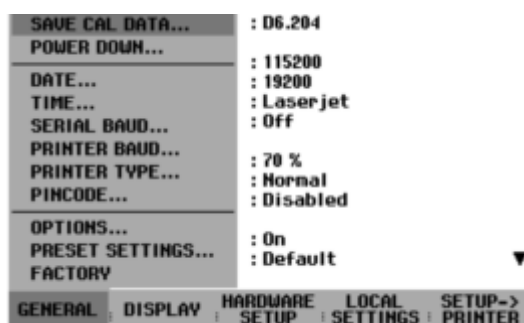 SAVE CAL DATA...
POWER DOWN...
DATE...
TIME...
SERIAL BAUD...
PRINTER BAUD...
PRINTER TYPE...
PINCODE...
OPTIONS...
PRESET SETTINGS...
FACTORY
: D6.204
: 115200
: 19200
: Laserjet
: Off
: 70 %
: Normal
: Disabled
: On
: Default
GENERAL DISPLAY HARDWARE SETUP LOCAL SETTINGS SETUP-> PRINTER